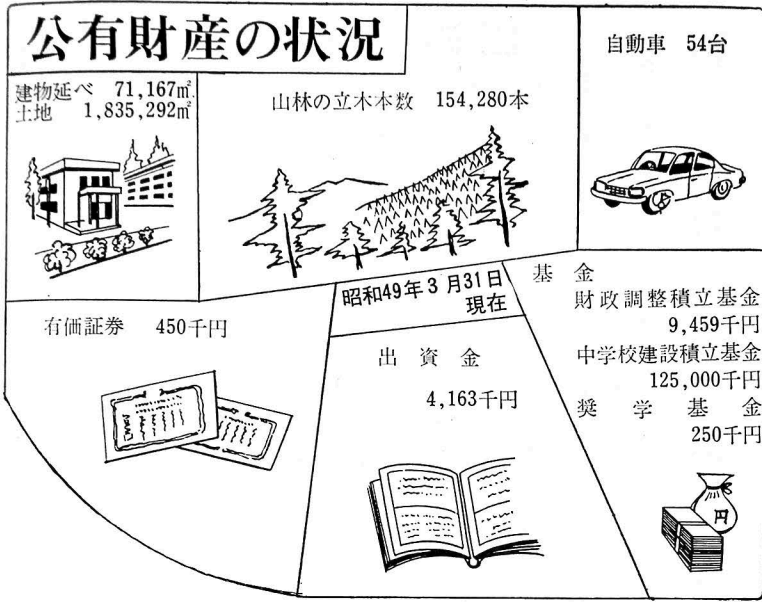 公有財産の状況
建物延べ 71,167㎡
土地 1,835,292㎡
山林の立木本数 154,280本
自動車 54台
昭和49年3月31日
現在
有価証券 450千円
出資金
4,163千円
基金
財政調整積立基金
9,459千円
中学校建設積立基金
125,000千円
奨学基金
250千円
円